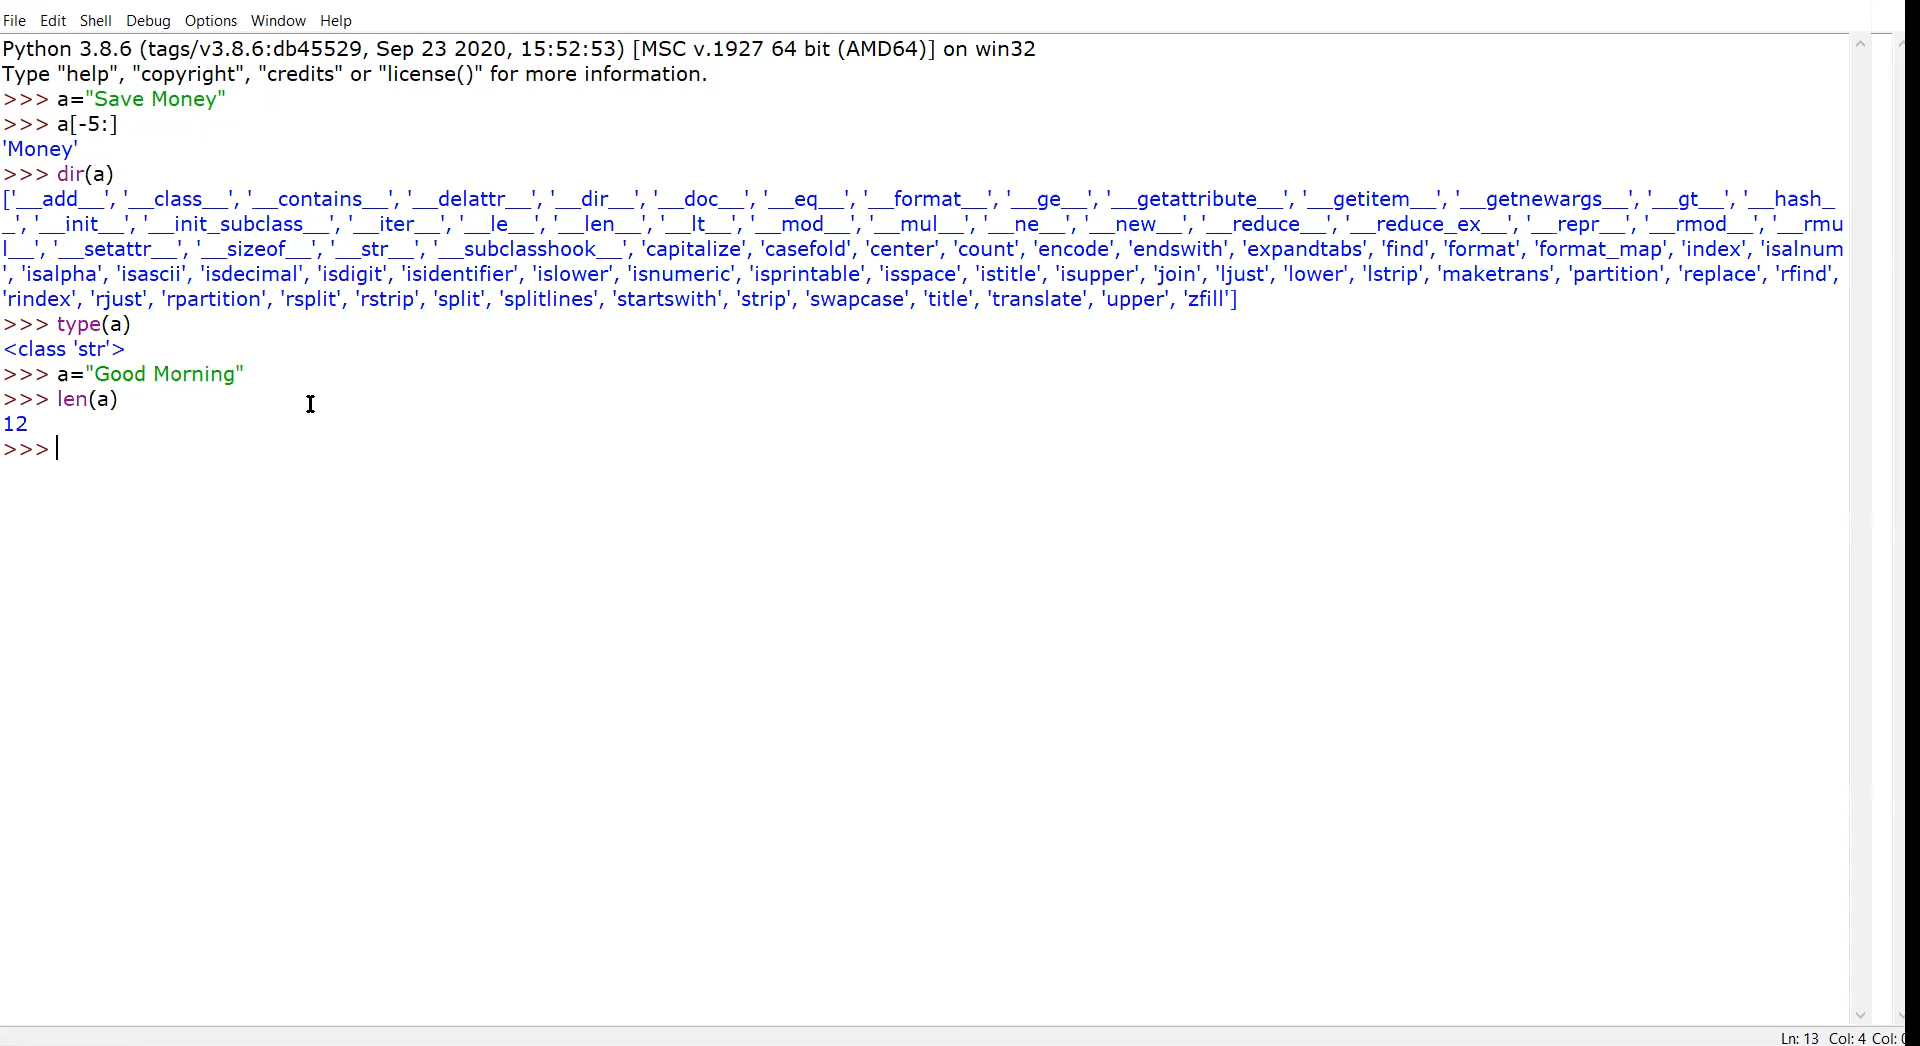 File Edit Shell Debug Options Window Help
Python 3.8.6 (tags/v3.8.6:db45529, Sep 23 2020, 15:52:53) [MSC v.1927 64 bit (AMD64)] on win32
Type "help", "copyright", "credits" or "license()" for more information.
>>> a="Save Money"
>>> a[-5:]
'Money'
>>> dir(a)
['__add__', '__class__', '__contains__', '__delattr__', '__dir__', '__doc__', '__eq__', '__format__', '__ge__', '__getattribute__', '__getitem__', '__getnewargs__', '__gt__', '__hash_
_', '__init__', '__init_subclass__', '__iter__', '__le__', '__len__', '__lt__', '__mod__', '__mul__', '__ne__', '__new__', '__reduce__', '__reduce_ex__', '__repr__', '__rmod__', '__rmu
l__', '__setattr__', '__sizeof__', '__str__', '__subclasshook__', 'capitalize', 'casefold', 'center', 'count', 'encode', 'endswith', 'expandtabs', 'find', 'format', 'format_map', 'index', 'isalnum
', 'isalpha', 'isascii', 'isdecimal', 'isdigit', 'isidentifier', 'islower', 'isnumeric', 'isprintable', 'isspace', 'istitle', 'isupper', 'join', 'ljust', 'lower', 'lstrip', 'maketrans', 'partition', 'replace', 'rfind',
'rindex', 'rjust', 'rpartition', 'rsplit', 'rstrip', 'split', 'splitlines', 'startswith', 'strip', 'swapcase', 'title', 'translate', 'upper', 'zfill']
>>> type(a)
<class 'str'>
>>> a="Good Morning"
>>> len(a)
12
>>>
Ln: 13 Col: 4 Col: